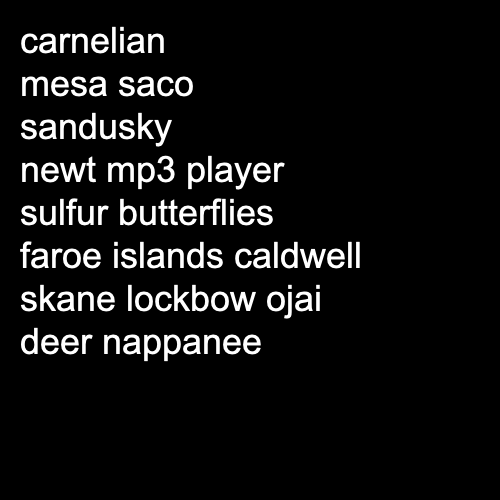 carnelian
mesa saco
sandusky
newt mp3 player
sulfur butterflies
faroe islands caldwell
skane lockbow ojai
deer nappanee